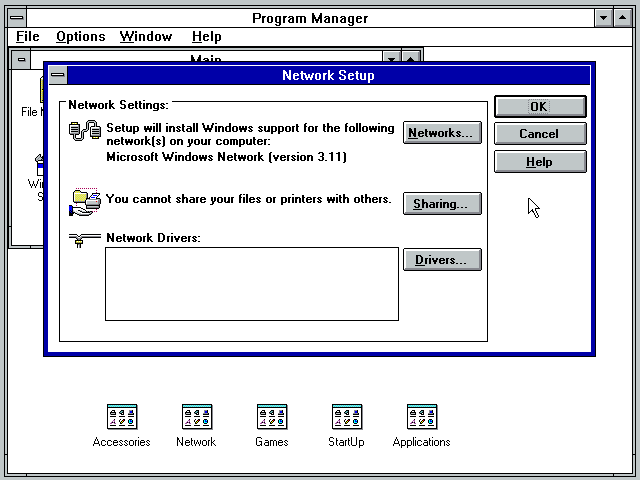 Program Manager
File Options Window Help
Main
Network Setup
Network Settings:
Setup will install Windows support for the following
network(s) on your computer:
Microsoft Windows Network (version 3.11)
Networks...
You cannot share your files or printers with others.
Sharing...
Network Drivers:
Drivers...
OK
Cancel
Help
File
Accessories
Network
Games
StartUp
Applications